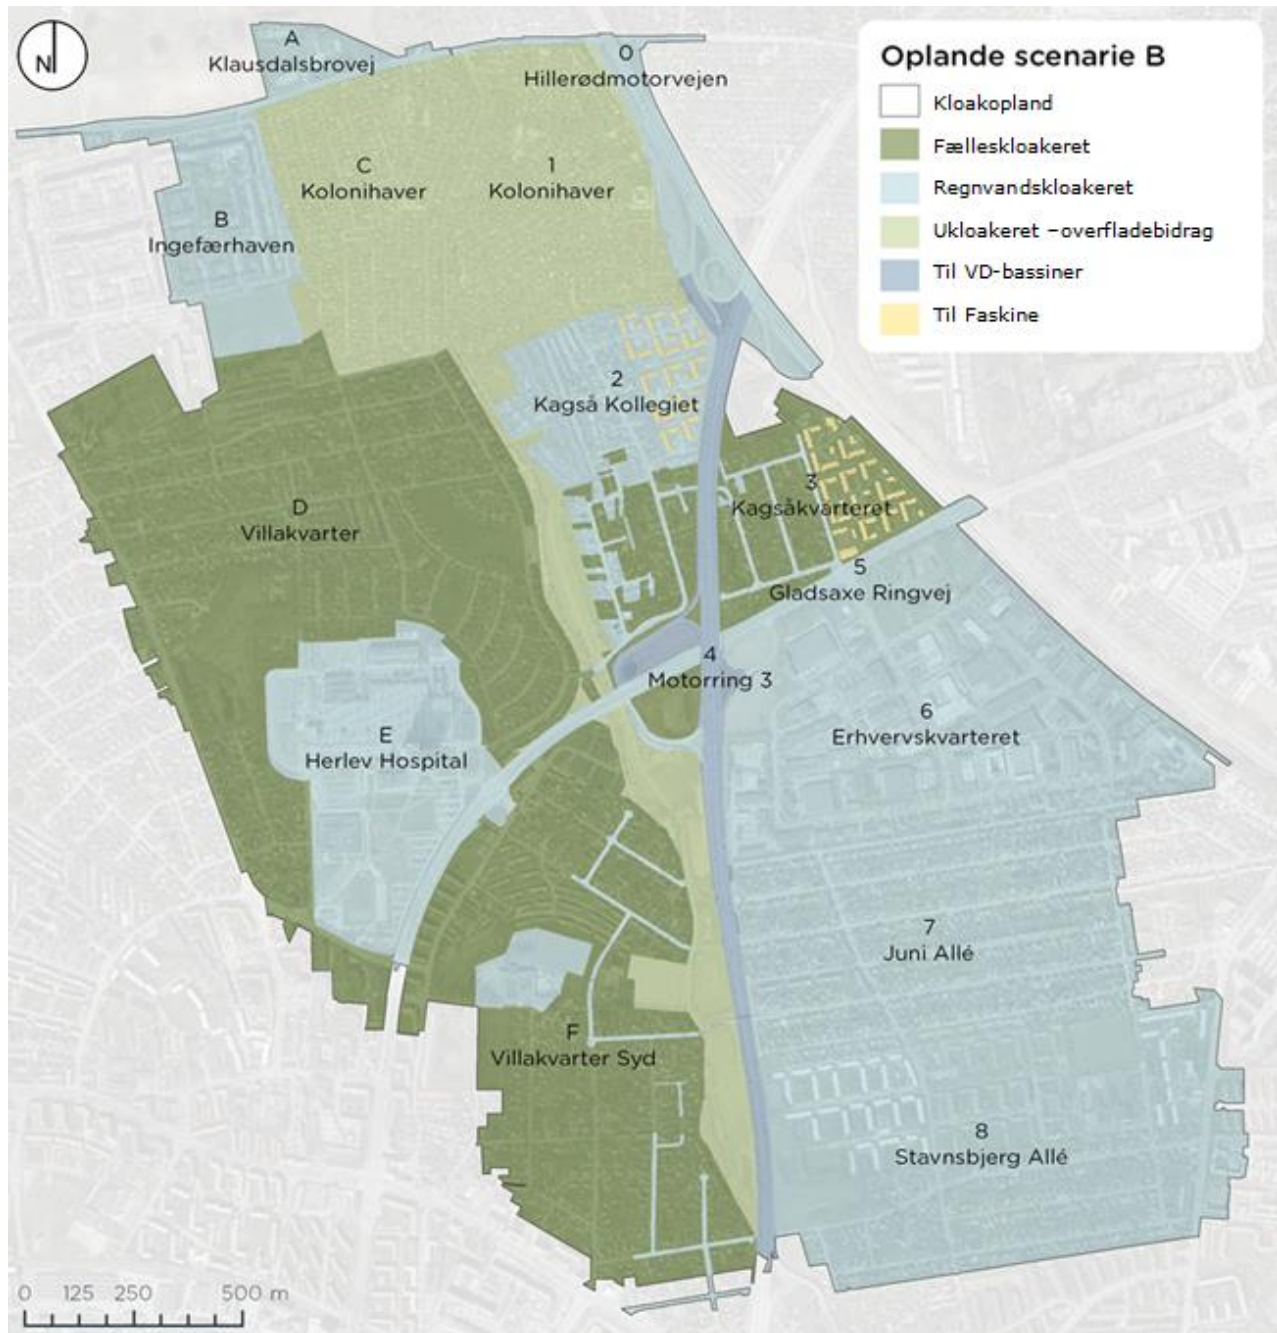 N
A
Klausdalsbrovej
0
Hillerødmotorvejen
Oplande scenarie B
Kloakopland
Fælleskloakeret
Regnvandskloakeret
Ukloakeret –overfladebidrag
Til VD-bassiner
Til Faskine
C
Kolonihaver
1
Kolonihaver
B
Ingefærhaven
2
Kagså Kollegiet
3
Kagsåkvarteret
D
Villakvarter
5
Gladsaxe Ringvej
4
Motorring 3
6
Erhvervskvarteret
E
Herlev Hospital
7
Juni Allé
F
Villakvarter Syd
8
Stavnsbjerg Allé
0 125 250 500 m